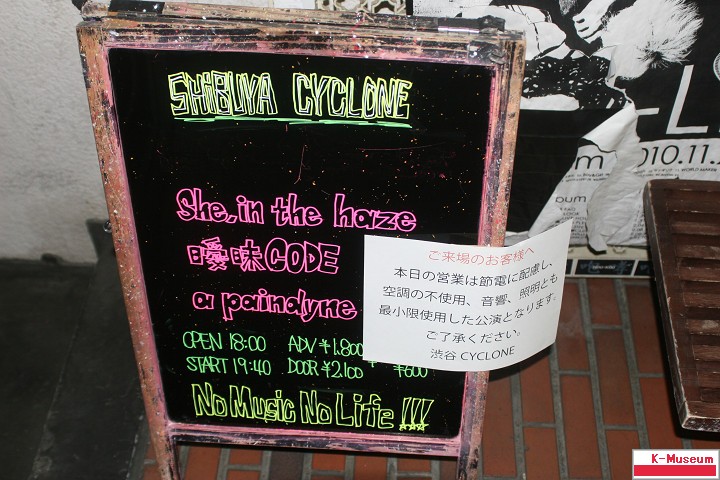 SHIBUYA CYCLONE
She, in the haze
曖昧CODE
a paindyne
OPEN 18:00 ADV ¥1.800
START 19:40 DOOR ¥2.100 + ¥600
No Music No Life!!!
ご来場のお客様へ
本日の営業は節電に配慮し、
空調の不使用、音響、照明とも
最小限使用した公演となります。
ご了承ください。
渋谷 CYCLONE
010.11.
K-Museum